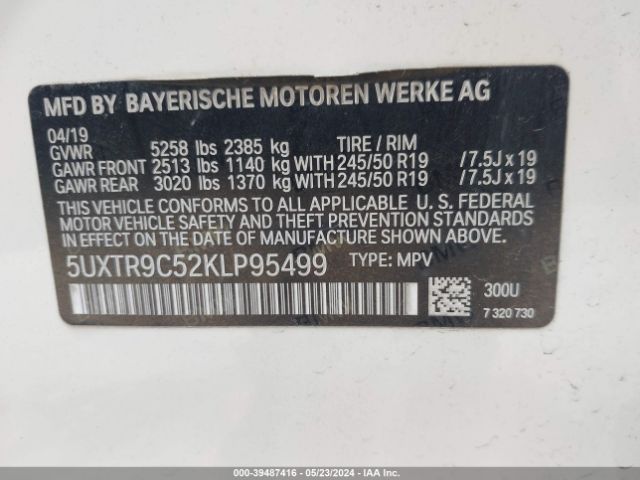 MFD BY BAYERISCHE MOTOREN WERKE AG
04/19
GVWR 5258 lbs 2385 kg TIRE / RIM
GAWR FRONT 2513 lbs 1140 kg WITH 245/50 R19 /7.5J x 19
GAWR REAR 3020 lbs 1370 kg WITH 245/50 R19 /7.5J x 19
THIS VEHICLE CONFORMS TO ALL APPLICABLE U. S. FEDERAL
MOTOR VEHICLE SAFETY AND THEFT PREVENTION STANDARDS
IN EFFECT ON THE DATE OF MANUFACTURE SHOWN ABOVE.
5UXTR9C52KLP95499 TYPE: MPV
300U
7 320 730
© - 39487416 - 05/23/2024 - IAAI.COM